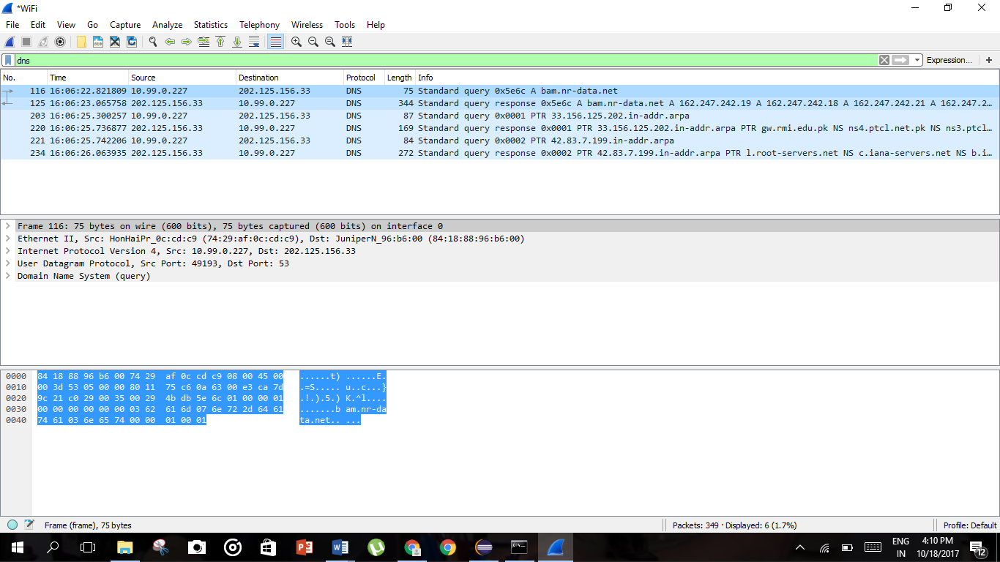 *WiFi
File Edit View Go Capture Analyze Statistics Telephony Wireless Tools Help
dns
Expression... +
No. Time Source Destination Protocol Length Info
116 16:06:22.821809 10.99.0.227 202.125.156.33 DNS 75 Standard query 0x5e6c A bam.nr-data.net
125 16:06:23.065758 202.125.156.33 10.99.0.227 DNS 344 Standard query response 0x5e6c A bam.nr-data.net A 162.247.242.19 A 162.247.242.18 A 162.247.242.21 A 162.247.2...
203 16:06:25.300257 10.99.0.227 202.125.156.33 DNS 87 Standard query 0x0001 PTR 33.156.125.202.in-addr.arpa
220 16:06:25.736877 202.125.156.33 10.99.0.227 DNS 169 Standard query response 0x0001 PTR 33.156.125.202.in-addr.arpa PTR gw.rmi.edu.pk NS ns4.ptcl.net.pk NS ns3.ptcl...
221 16:06:25.742206 10.99.0.227 202.125.156.33 DNS 84 Standard query 0x0002 PTR 42.83.7.199.in-addr.arpa
234 16:06:26.063935 202.125.156.33 10.99.0.227 DNS 272 Standard query response 0x0002 PTR 42.83.7.199.in-addr.arpa PTR l.root-servers.net NS c.iana-servers.net NS b.i...
Frame 116: 75 bytes on wire (600 bits), 75 bytes captured (600 bits) on interface 0
Ethernet II, Src: HonHaiPr_0c:cd:c9 (74:29:af:0c:cd:c9), Dst: JuniperN_96:b6:00 (84:18:88:96:b6:00)
Internet Protocol Version 4, Src: 10.99.0.227, Dst: 202.125.156.33
User Datagram Protocol, Src Port: 49193, Dst Port: 53
Domain Name System (query)
0000 84 18 88 96 b6 00 74 29 af 0c cd c9 08 00 45 00 ......t) ......E.
0010 00 3d 53 05 00 00 80 11 75 c6 0a 63 00 e3 ca 7d .=S..... u..c...}
0020 9c 21 c0 29 00 35 00 29 4b db 5e 6c 01 00 00 01 .!.).5.) K.^l....
0030 00 00 00 00 00 00 03 62 61 6d 07 6e 72 2d 64 61 .......b am.nr-da
0040 74 61 03 6e 65 74 00 00 01 00 01 ta.net.. ...
Frame (frame), 75 bytes
Packets: 349 · Displayed: 6 (1.7%)
Profile: Default
ENG
IN
4:10 PM
10/18/2017
12